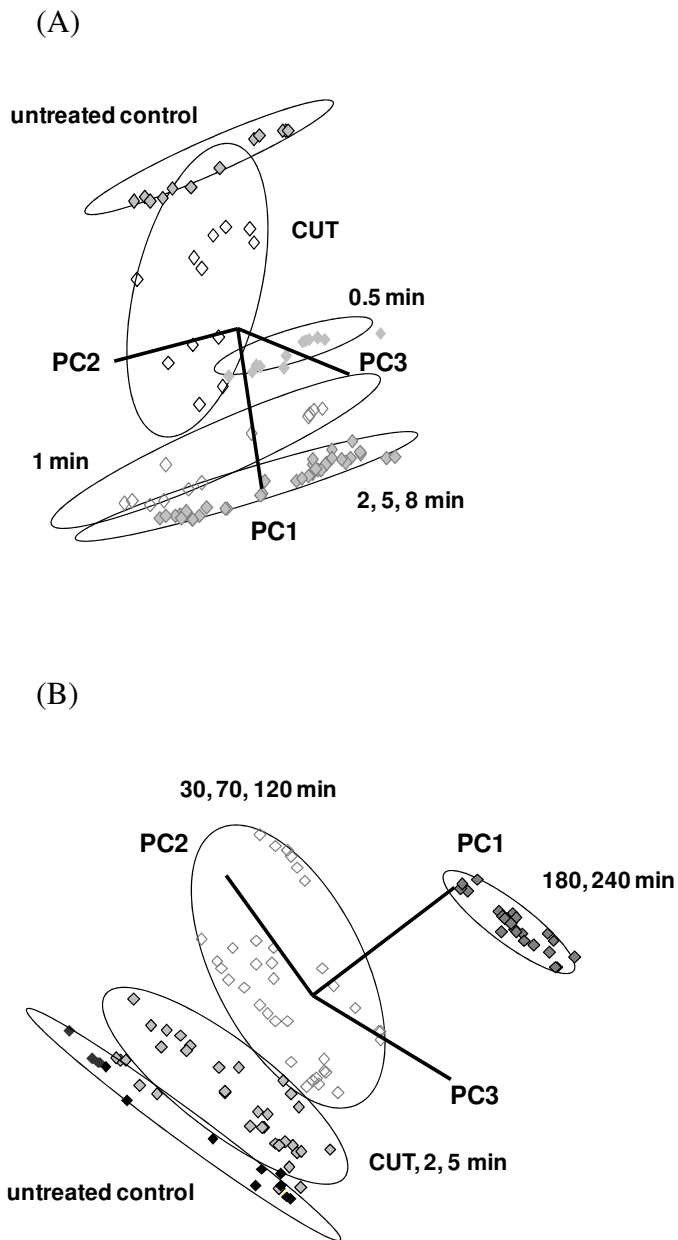 (A)
untreated control
CUT
0.5 min
PC2
PC3
1 min
2, 5, 8 min
PC1
(B)
30, 70, 120 min
PC2
PC1
180, 240 min
PC3
CUT, 2, 5 min
untreated control